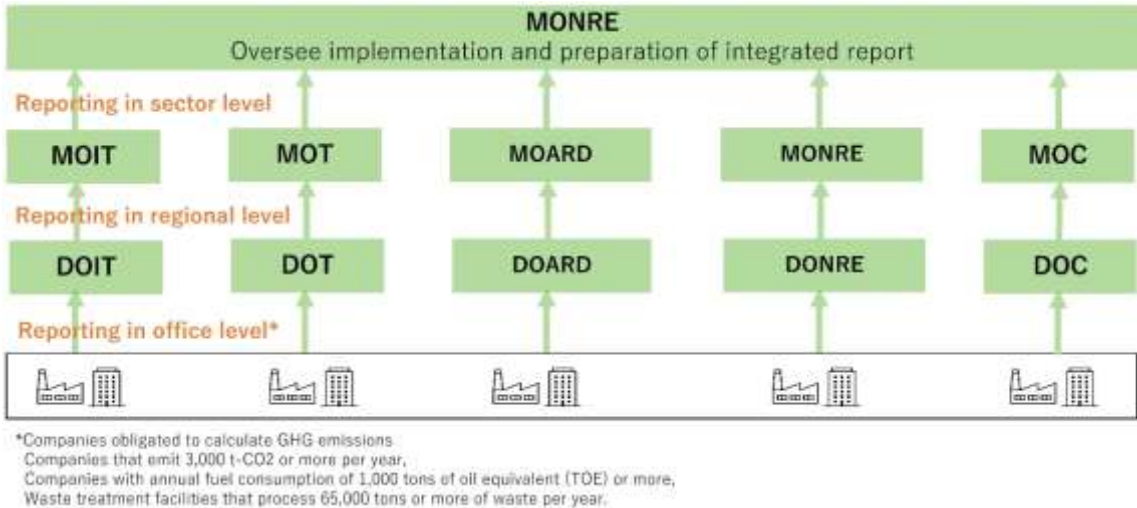 MONRE
Oversee implementation and preparation of integrated report
Reporting in sector level
MOIT
MOT
MOARD
MONRE
MOC
Reporting in regional level
DOIT
DOT
DOARD
DONRE
DOC
Reporting in office level*
*Companies obligated to calculate GHG emissions
Companies that emit 3,000 t-CO2 or more per year,
Companies with annual fuel consumption of 1,000 tons of oil equivalent (TOE) or more,
Waste treatment facilities that process 65,000 tons or more of waste per year.